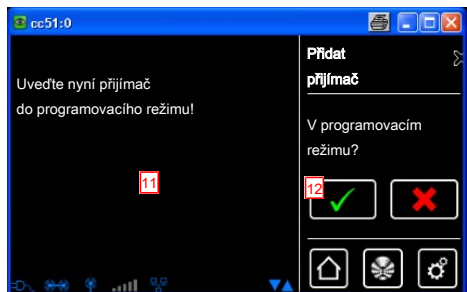 cc51:0
Uveďte nyní přijímač
do programovacího režimu!
11
Přidat
přijímač
V programovacím
režimu?
12